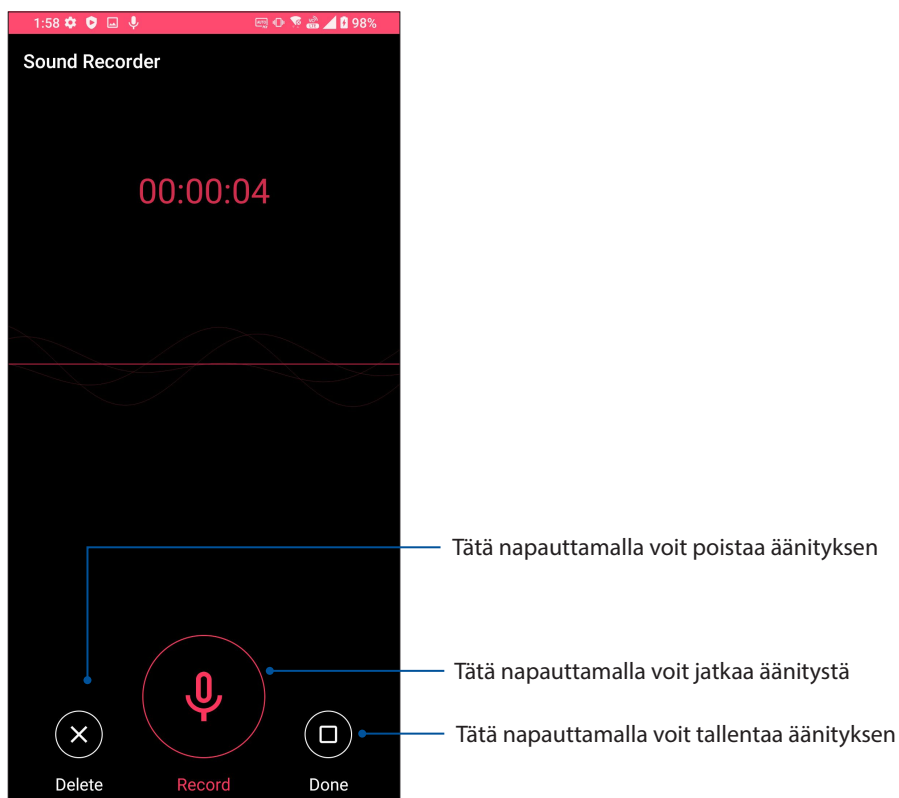 1:58 98%
Sound Recorder
00:00:04
Tätä napauttamalla voit poistaa äänityksen
Tätä napauttamalla voit jatkaa äänitystä
Tätä napauttamalla voit tallentaa äänityksen
Delete Record Done